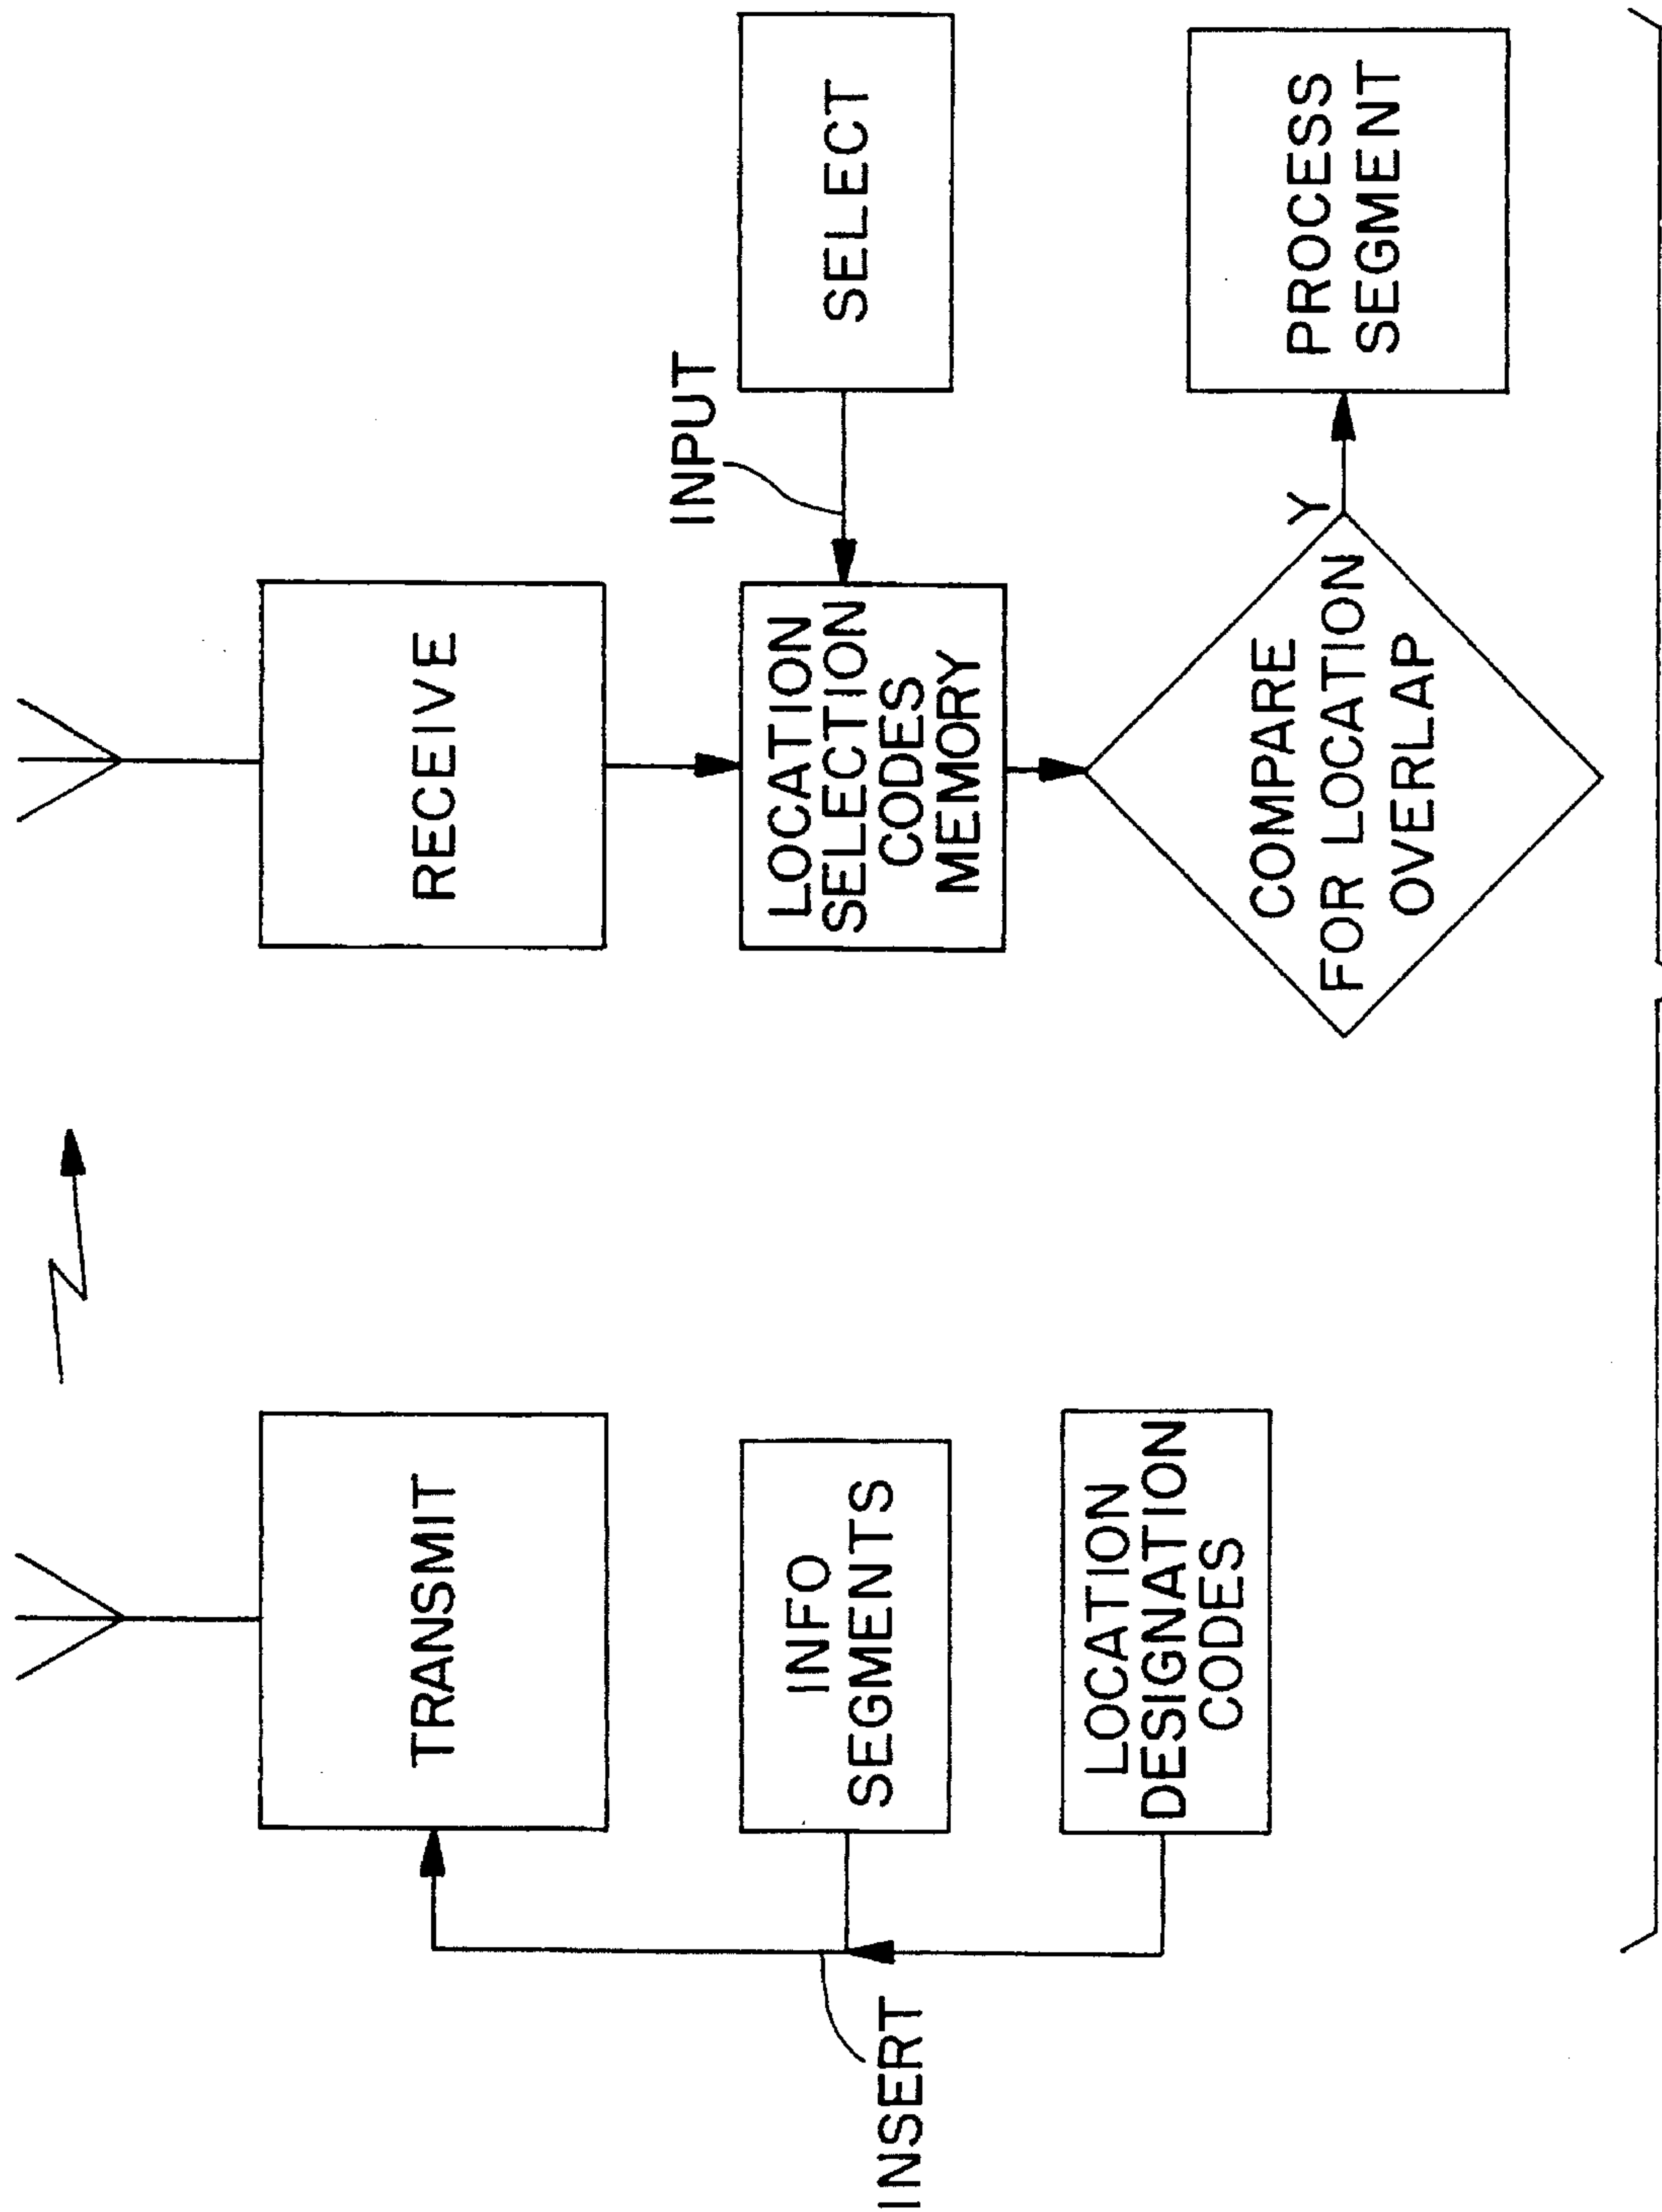 TRANSMIT
INFO
SEGMENTS
LOCATION
DESIGNATION
CODES
INSERT
RECEIVE
INPUT
SELECT
LOCATION
SELECTION
CODES
MEMORY
COMPARE
FOR LOCATION
OVERLAP
Y
PROCESS
SEGMENT